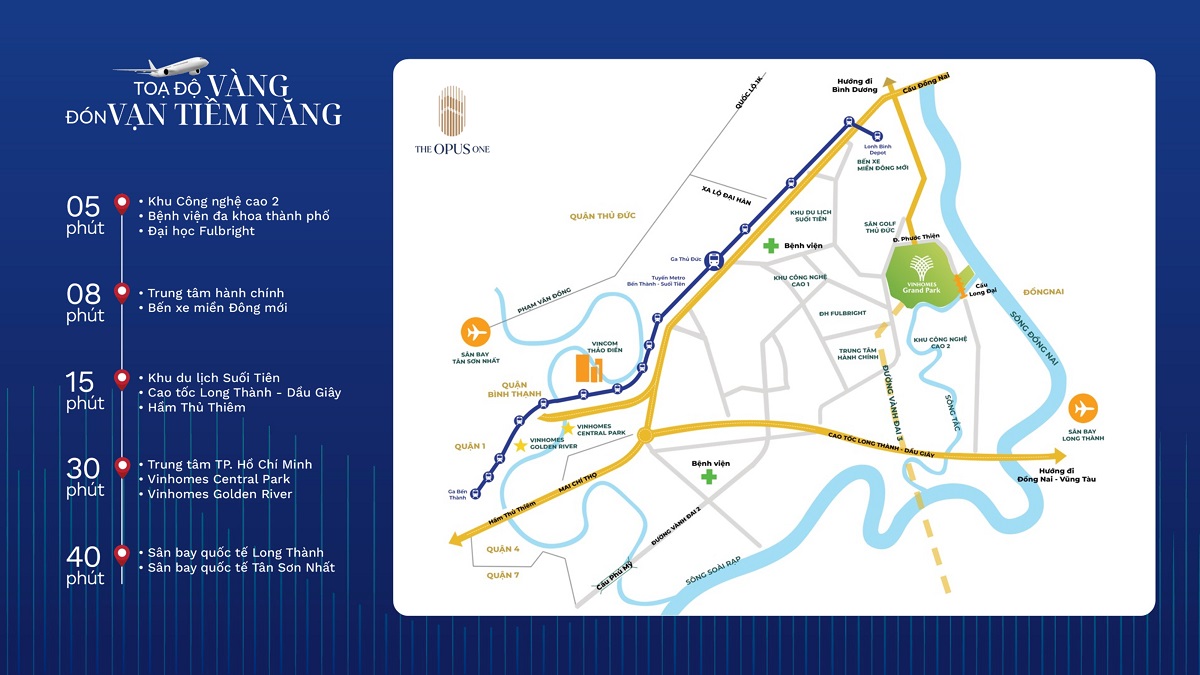 TOẠ ĐỘ VÀNG
ĐÓN VẠN TIỀM NĂNG
05
phút
• Khu Công nghệ cao 2
• Bệnh viện đa khoa thành phố
• Đại học Fulbright
08
phút
• Trung tâm hành chính
• Bến xe miền Đông mới
15
phút
• Khu du lịch Suối Tiên
• Cao tốc Long Thành - Dầu Giây
• Hầm Thủ Thiêm
30
phút
• Trung tâm TP. Hồ Chí Minh
• Vinhomes Central Park
• Vinhomes Golden River
40
phút
• Sân bay quốc tế Long Thành
• Sân bay quốc tế Tân Sơn Nhất
THE OPUS ONE
QUỐC LỘ 1K
Hướng đi
Bình Dương
Cầu Đồng Nai
Lonh Bình
Depot
BẾN XE
MIỀN ĐÔNG MỚI
XA LỘ ĐẠI HÀN
QUẬN THỦ ĐỨC
KHU DU LỊCH
SUỐI TIÊN
SÂN GOLF
THỦ ĐỨC
Đ. Phước Thiện
Bệnh viện
Ga Thủ Đức
Tuyến Metro
Bến Thành - Suối Tiên
KHU CÔNG NGHỆ
CAO 1
VINHOMES
Grand Park
Cầu
Long Đại
ĐỒNG NAI
PHẠM VĂN ĐỒNG
ĐH FULBRIGHT
SÔNG ĐỒNG NAI
SÂN BAY
TÂN SƠN NHẤT
VINCOM
THẢO ĐIỀN
TRUNG TÂM
HÀNH CHÍNH
KHU CÔNG NGHỆ
CAO 2
QUẬN
BÌNH THẠNH
ĐƯỜNG VÀNH ĐAI 3
SÔNG TẮC
SÂN BAY
LONG THÀNH
VINHOMES
CENTRAL PARK
VINHOMES
GOLDEN RIVER
QUẬN 1
CAO TỐC LONG THÀNH - DẦU GIÂY
Hướng đi
Đồng Nai - Vũng Tàu
Bệnh viện
Ga Bến
Thành
MAI CHÍ THỌ
Hầm Thủ Thiêm
ĐƯỜNG VÀNH ĐAI 2
QUẬN 4
QUẬN 7
Cầu Phú Mỹ
SÔNG SOÀI RẠP